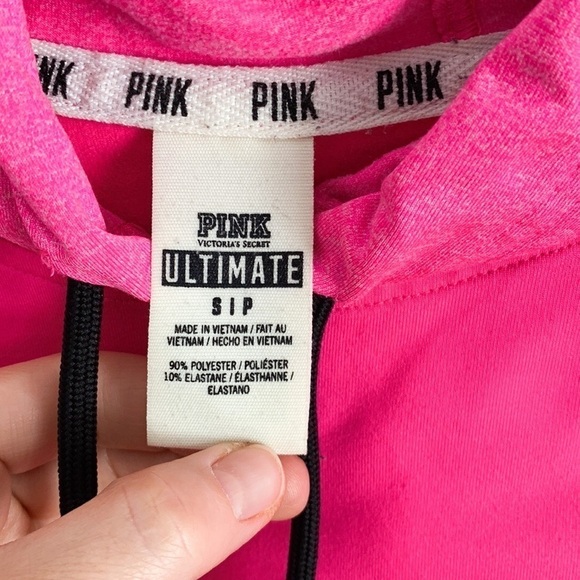 PINK PINK PINK PINK
PINK
VICTORIA'S SECRET
ULTIMATE
S | P
MADE IN VIETNAM / FAIT AU
VIETNAM / HECHO EN VIETNAM
90% POLYESTER / POLIÉSTER
10% ELASTANE / ÉLASTHANNE /
ELASTANO